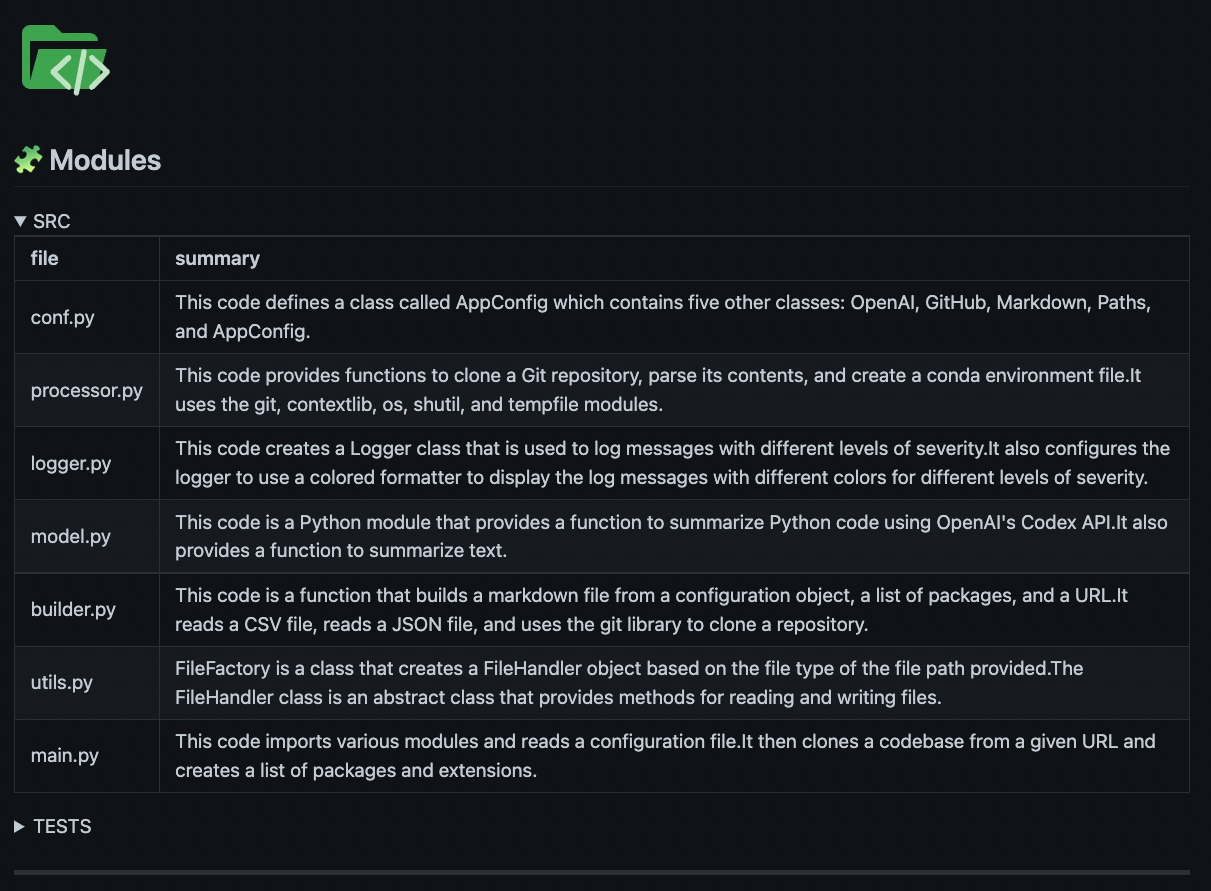 </>
Modules
SRC
file summary
conf.py This code defines a class called AppConfig which contains five other classes: OpenAI, GitHub, Markdown, Paths,
and AppConfig.
processor.py This code provides functions to clone a Git repository, parse its contents, and create a conda environment file.It
uses the git, contextlib, os, shutil, and tempfile modules.
logger.py This code creates a Logger class that is used to log messages with different levels of severity.It also configures the
logger to use a colored formatter to display the log messages with different colors for different levels of severity.
model.py This code is a Python module that provides a function to summarize Python code using OpenAI's Codex API.It also
provides a function to summarize text.
builder.py This code is a function that builds a markdown file from a configuration object, a list of packages, and a URL.It
reads a CSV file, reads a JSON file, and uses the git library to clone a repository.
utils.py FileFactory is a class that creates a FileHandler object based on the file type of the file path provided.The
FileHandler class is an abstract class that provides methods for reading and writing files.
main.py This code imports various modules and reads a configuration file.It then clones a codebase from a given URL and
creates a list of packages and extensions.
TESTS